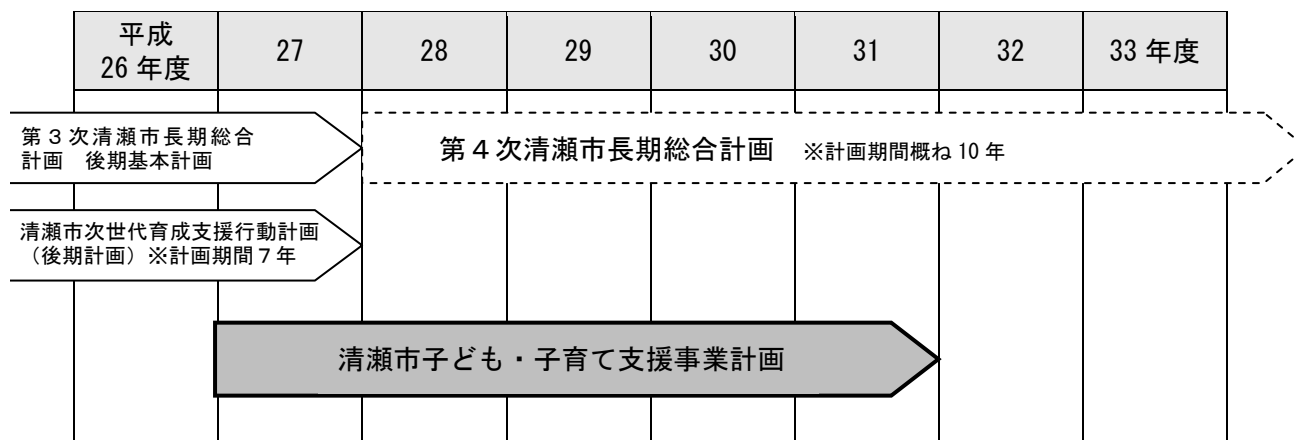 平成
26 年度
27
28
29
30
31
32
33 年度
第３次清瀬市長期総合
計画　後期基本計画
第４次清瀬市長期総合計画　※計画期間概ね 10 年
清瀬市次世代育成支援行動計画
（後期計画）※計画期間７年
清瀬市子ども・子育て支援事業計画